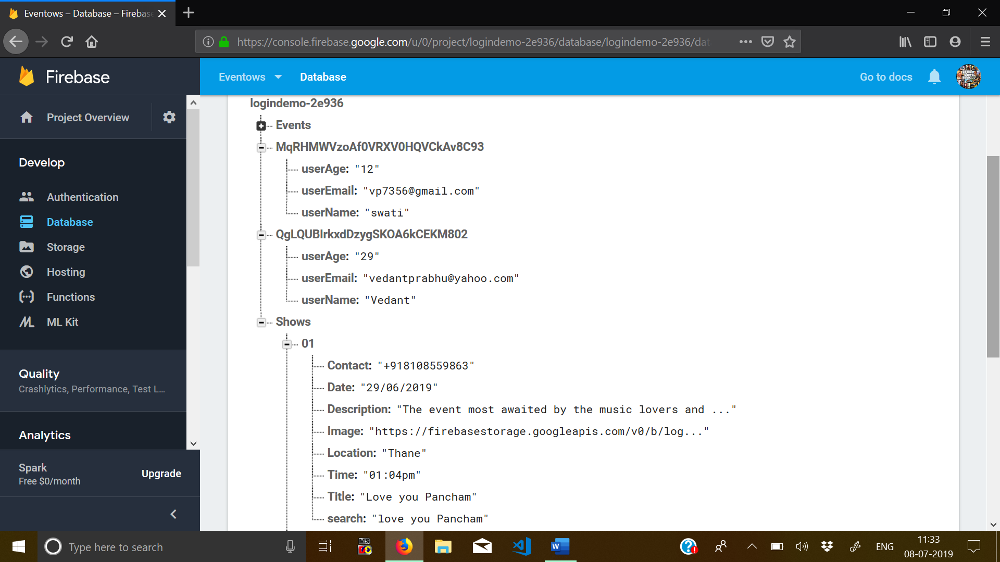 Eventows – Database – Firebase
https://console.firebase.google.com/u/0/project/logindemo-2e936/database/logindemo-2e936/dat
Firebase
Eventows
Database
Go to docs
Project Overview
Develop
Authentication
Database
Storage
Hosting
Functions
ML Kit
Quality
Crashlytics, Performance, Test L...
Analytics
Spark
Free $0/month
Upgrade
logindemo-2e936
Events
MqRHMWVzoAf0VRXV0HQVCkAv8C93
userAge: "12"
userEmail: "vp7356@gmail.com"
userName: "swati"
QgLQUBIrkxdDzygSKOA6kCEKM802
userAge: "29"
userEmail: "vedantprabhu@yahoo.com"
userName: "Vedant"
Shows
01
Contact: "+918108559863"
Date: "29/06/2019"
Description: "The event most awaited by the music lovers and ..."
Image: "https://firebasestorage.googleapis.com/v0/b/log..."
Location: "Thane"
Time: "01:04pm"
Title: "Love you Pancham"
search: "love you Pancham"
Type here to search
MS
ENG
11:33
08-07-2019